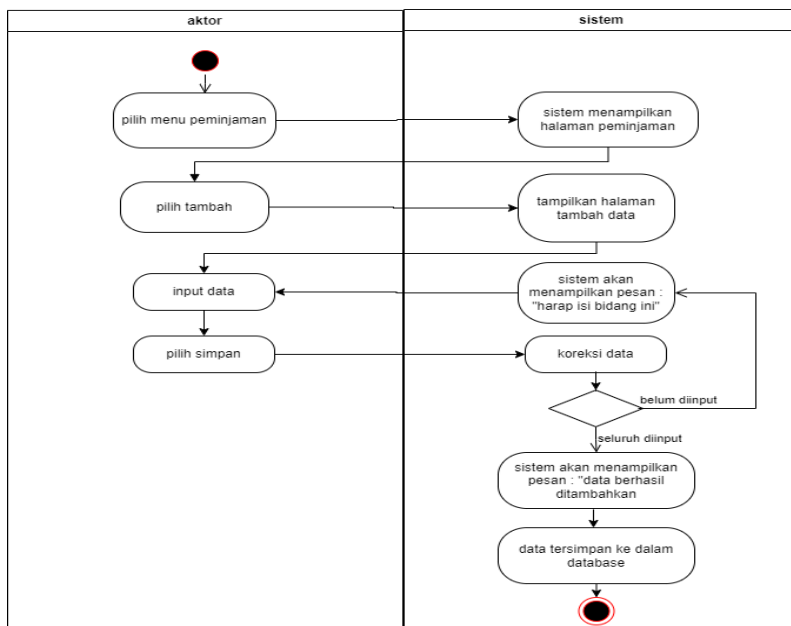 aktor
sistem
pilih menu peminjaman
sistem menampilkan
halaman peminjaman
pilih tambah
tampilkan halaman
tambah data
input data
sistem akan
menampilkan pesan :
"harap isi bidang ini"
pilih simpan
koreksi data
belum diinput
seluruh diinput
sistem akan menampilkan
pesan : "data berhasil
ditambahkan
data tersimpan ke dalam
database